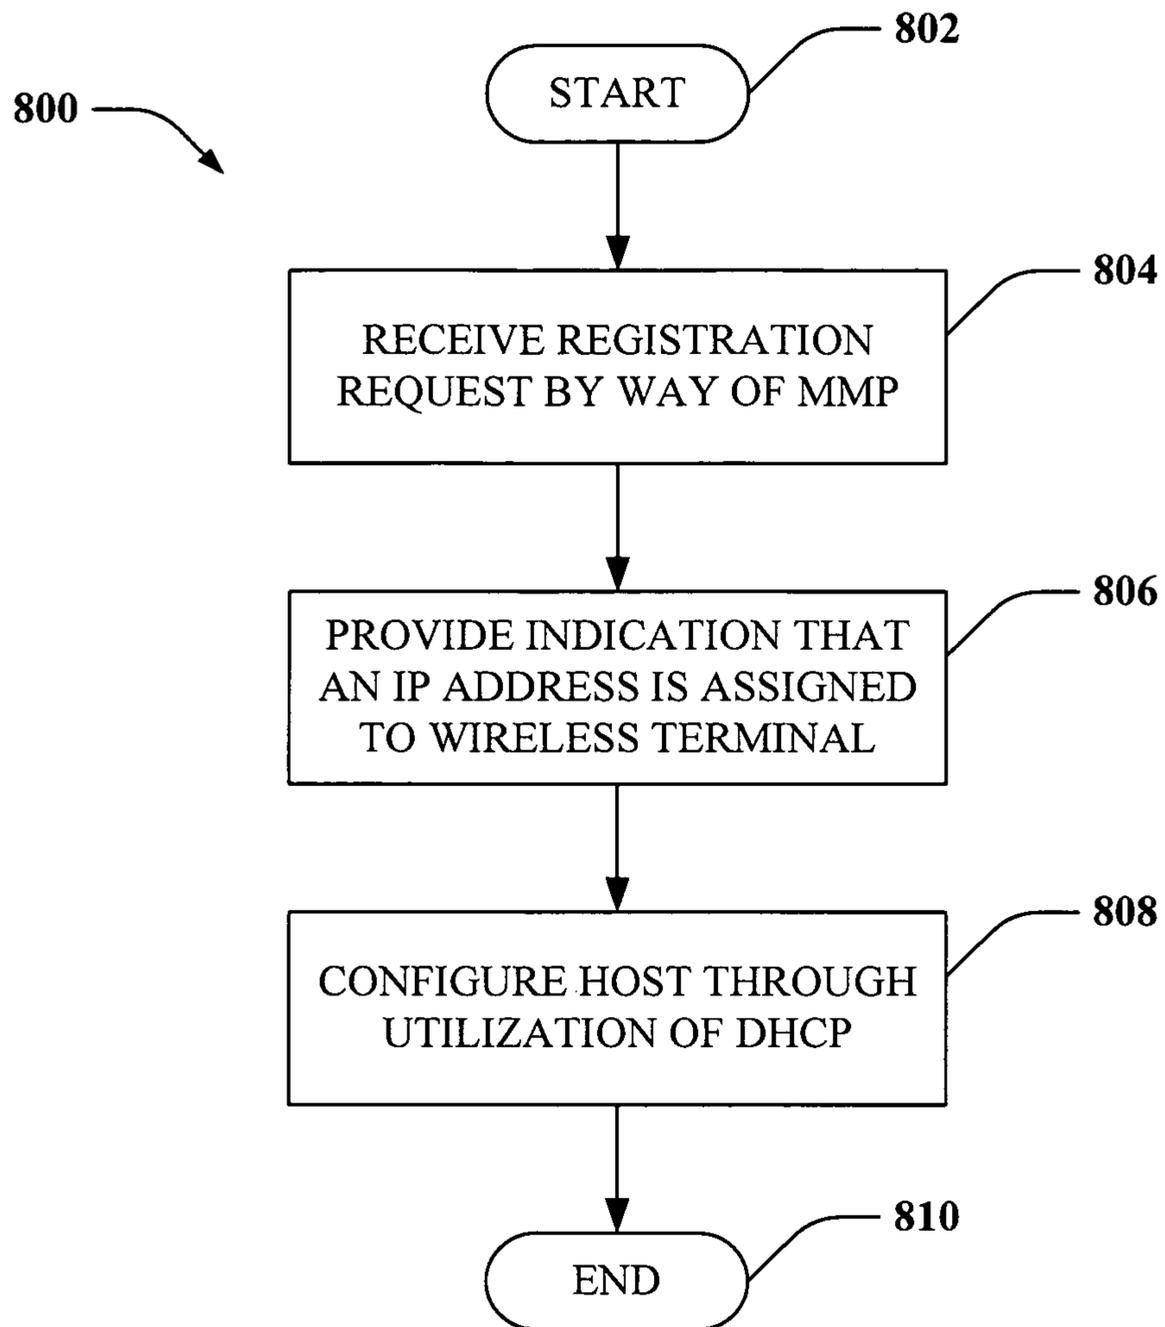 802
START
800
804
RECEIVE REGISTRATION
REQUEST BY WAY OF MMP
806
PROVIDE INDICATION THAT
AN IP ADDRESS IS ASSIGNED
TO WIRELESS TERMINAL
808
CONFIGURE HOST THROUGH
UTILIZATION OF DHCP
810
END